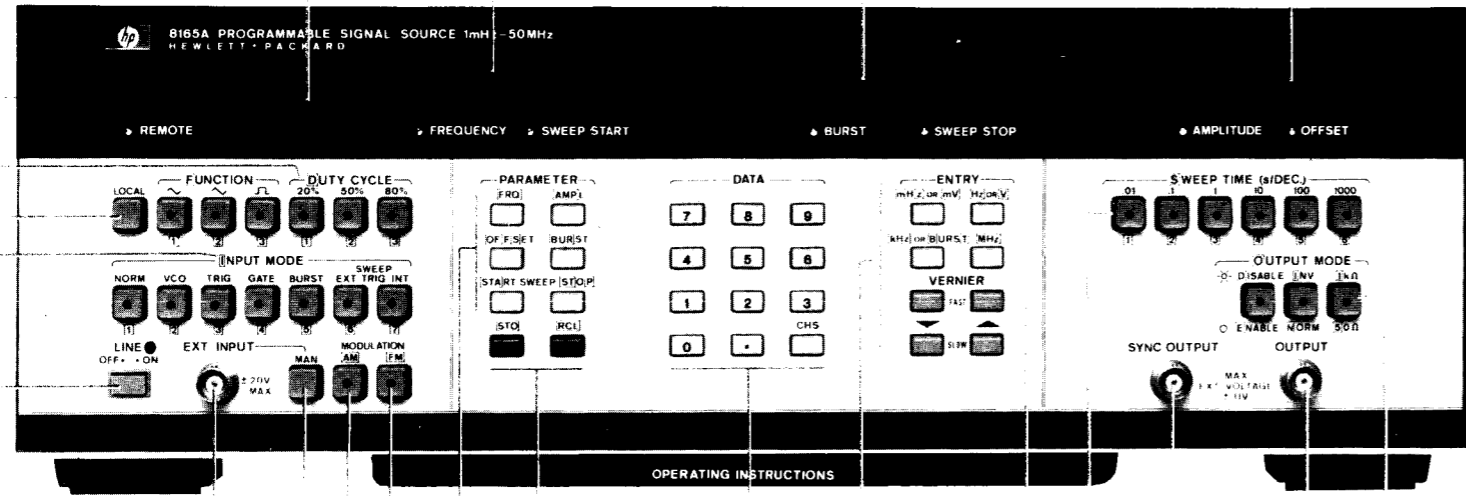 hp
8165A PROGRAMMABLE SIGNAL SOURCE 1mHz-50MHz
HEWLETT • PACKARD
REMOTE
FREQUENCY
SWEEP START
BURST
SWEEP STOP
AMPLITUDE
OFFSET
LOCAL
FUNCTION
DUTY CYCLE
20% 50% 80%
1 2 3 1 2 3
INPUT MODE
NORM VCO TRIG GATE BURST
SWEEP
EXT TRIG INT
1 2 3 4 5 6 7
LINE
OFF ON
EXT INPUT
± 20V
MAX
MAN
MODULATION
AM FM
PARAMETER
FRQ AMPL
OFFSET BURST
START SWEEP STOP
STO RCL
DATA
7 8 9
4 5 6
1 2 3
CHS
0 .
ENTRY
mHz OR mV Hz OR V
kHz OR BURST MHz
VERNIER
FAST
SLOW
SWEEP TIME (s/DEC.)
.01 .1 1 10 100 1000
1 2 3 4 5 6
OUTPUT MODE
DISABLE INV 1kΩ
ENABLE NORM 50Ω
SYNC OUTPUT
OUTPUT
MAX
EXT VOLTAGE
OPERATING INSTRUCTIONS